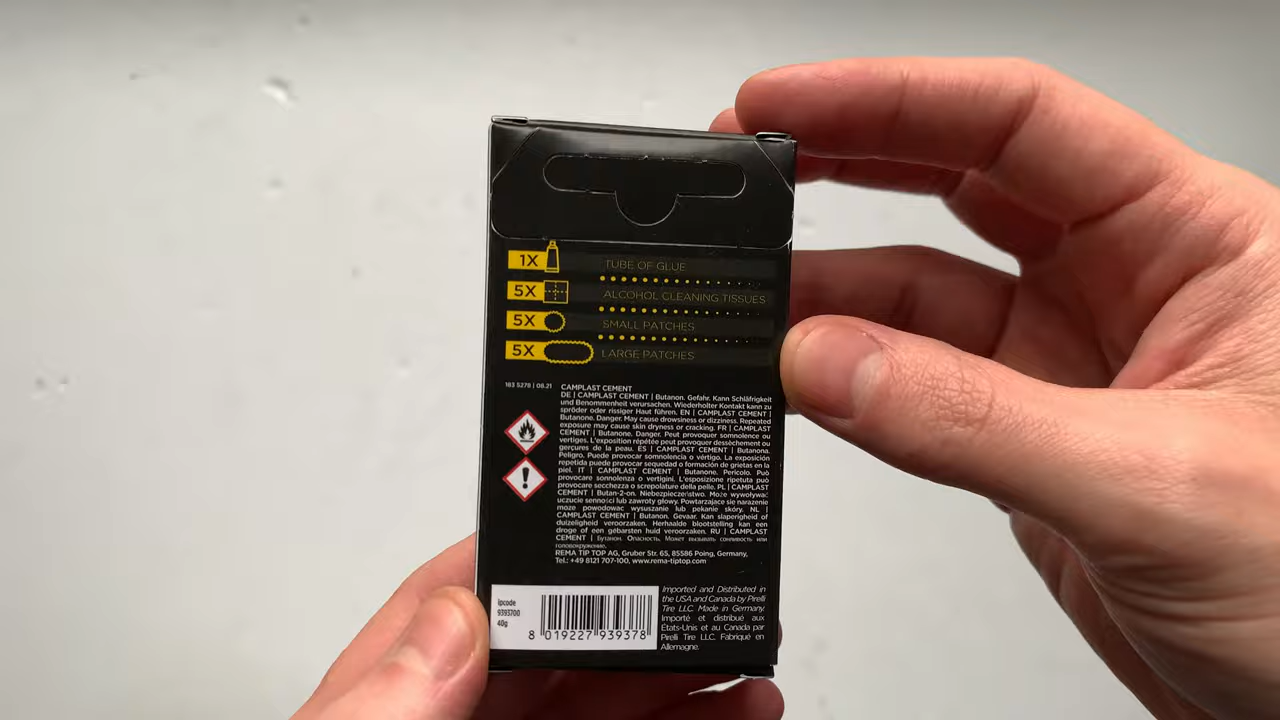 1X TUBE OF GLUE
5X ALCOHOL CLEANING TISSUES
5X SMALL PATCHES
5X LARGE PATCHES
183 5278 | 08.21
CAMPLAST CEMENT
DE | CAMPLAST CEMENT | Butanon. Gefahr. Kann Schläfrigkeit
und Benommenheit verursachen. Wiederholter Kontakt kann zu
spröder oder rissiger Haut führen. EN | CAMPLAST CEMENT |
Butanone. Danger. May cause drowsiness or dizziness. Repeated
exposure may cause skin dryness or cracking. FR | CAMPLAST
CEMENT | Butanone. Danger. Peut provoquer somnolence ou
vertiges. L'exposition répétée peut provoquer dessèchement ou
gerçures de la peau. ES | CAMPLAST CEMENT | Butanona.
Peligro. Puede provocar somnolencia o vértigo. La exposición
repetida puede provocar sequedad o formación de grietas en la
piel. IT | CAMPLAST CEMENT | Butanone. Pericolo. Può
provocare sonnolenza o vertigini. L'esposizione ripetuta può
provocare secchezza o screpolature della pelle. PL | CAMPLAST
CEMENT | Butan-2-on. Niebezpieczeństwo. Może wywoływać
uczucie senności lub zawroty głowy. Powtarzające się narażenie
może powodować wysuszanie lub pękanie skóry. NL |
CAMPLAST CEMENT | Butanon. Gevaar. Kan slaperigheid of
duizeligheid veroorzaken. Herhaalde blootstelling kan een
droge of een gebarsten huid veroorzaken. RU | CAMPLAST
CEMENT | Бутанон. Опасность. Может вызывать сонливость или
головокружение.
REMA TIP TOP AG, Gruber Str. 65, 85586 Poing, Germany,
Tel.: +49 8121 707-100, www.rema-tiptop.com
ipcode
9393700
40g
8 019227 939378
Imported and Distributed in
the USA and Canada by Pirelli
Tire LLC. Made in Germany.
Importé et distribué aux
États-Unis et au Canada par
Pirelli Tire LLC. Fabriqué en
Allemagne.